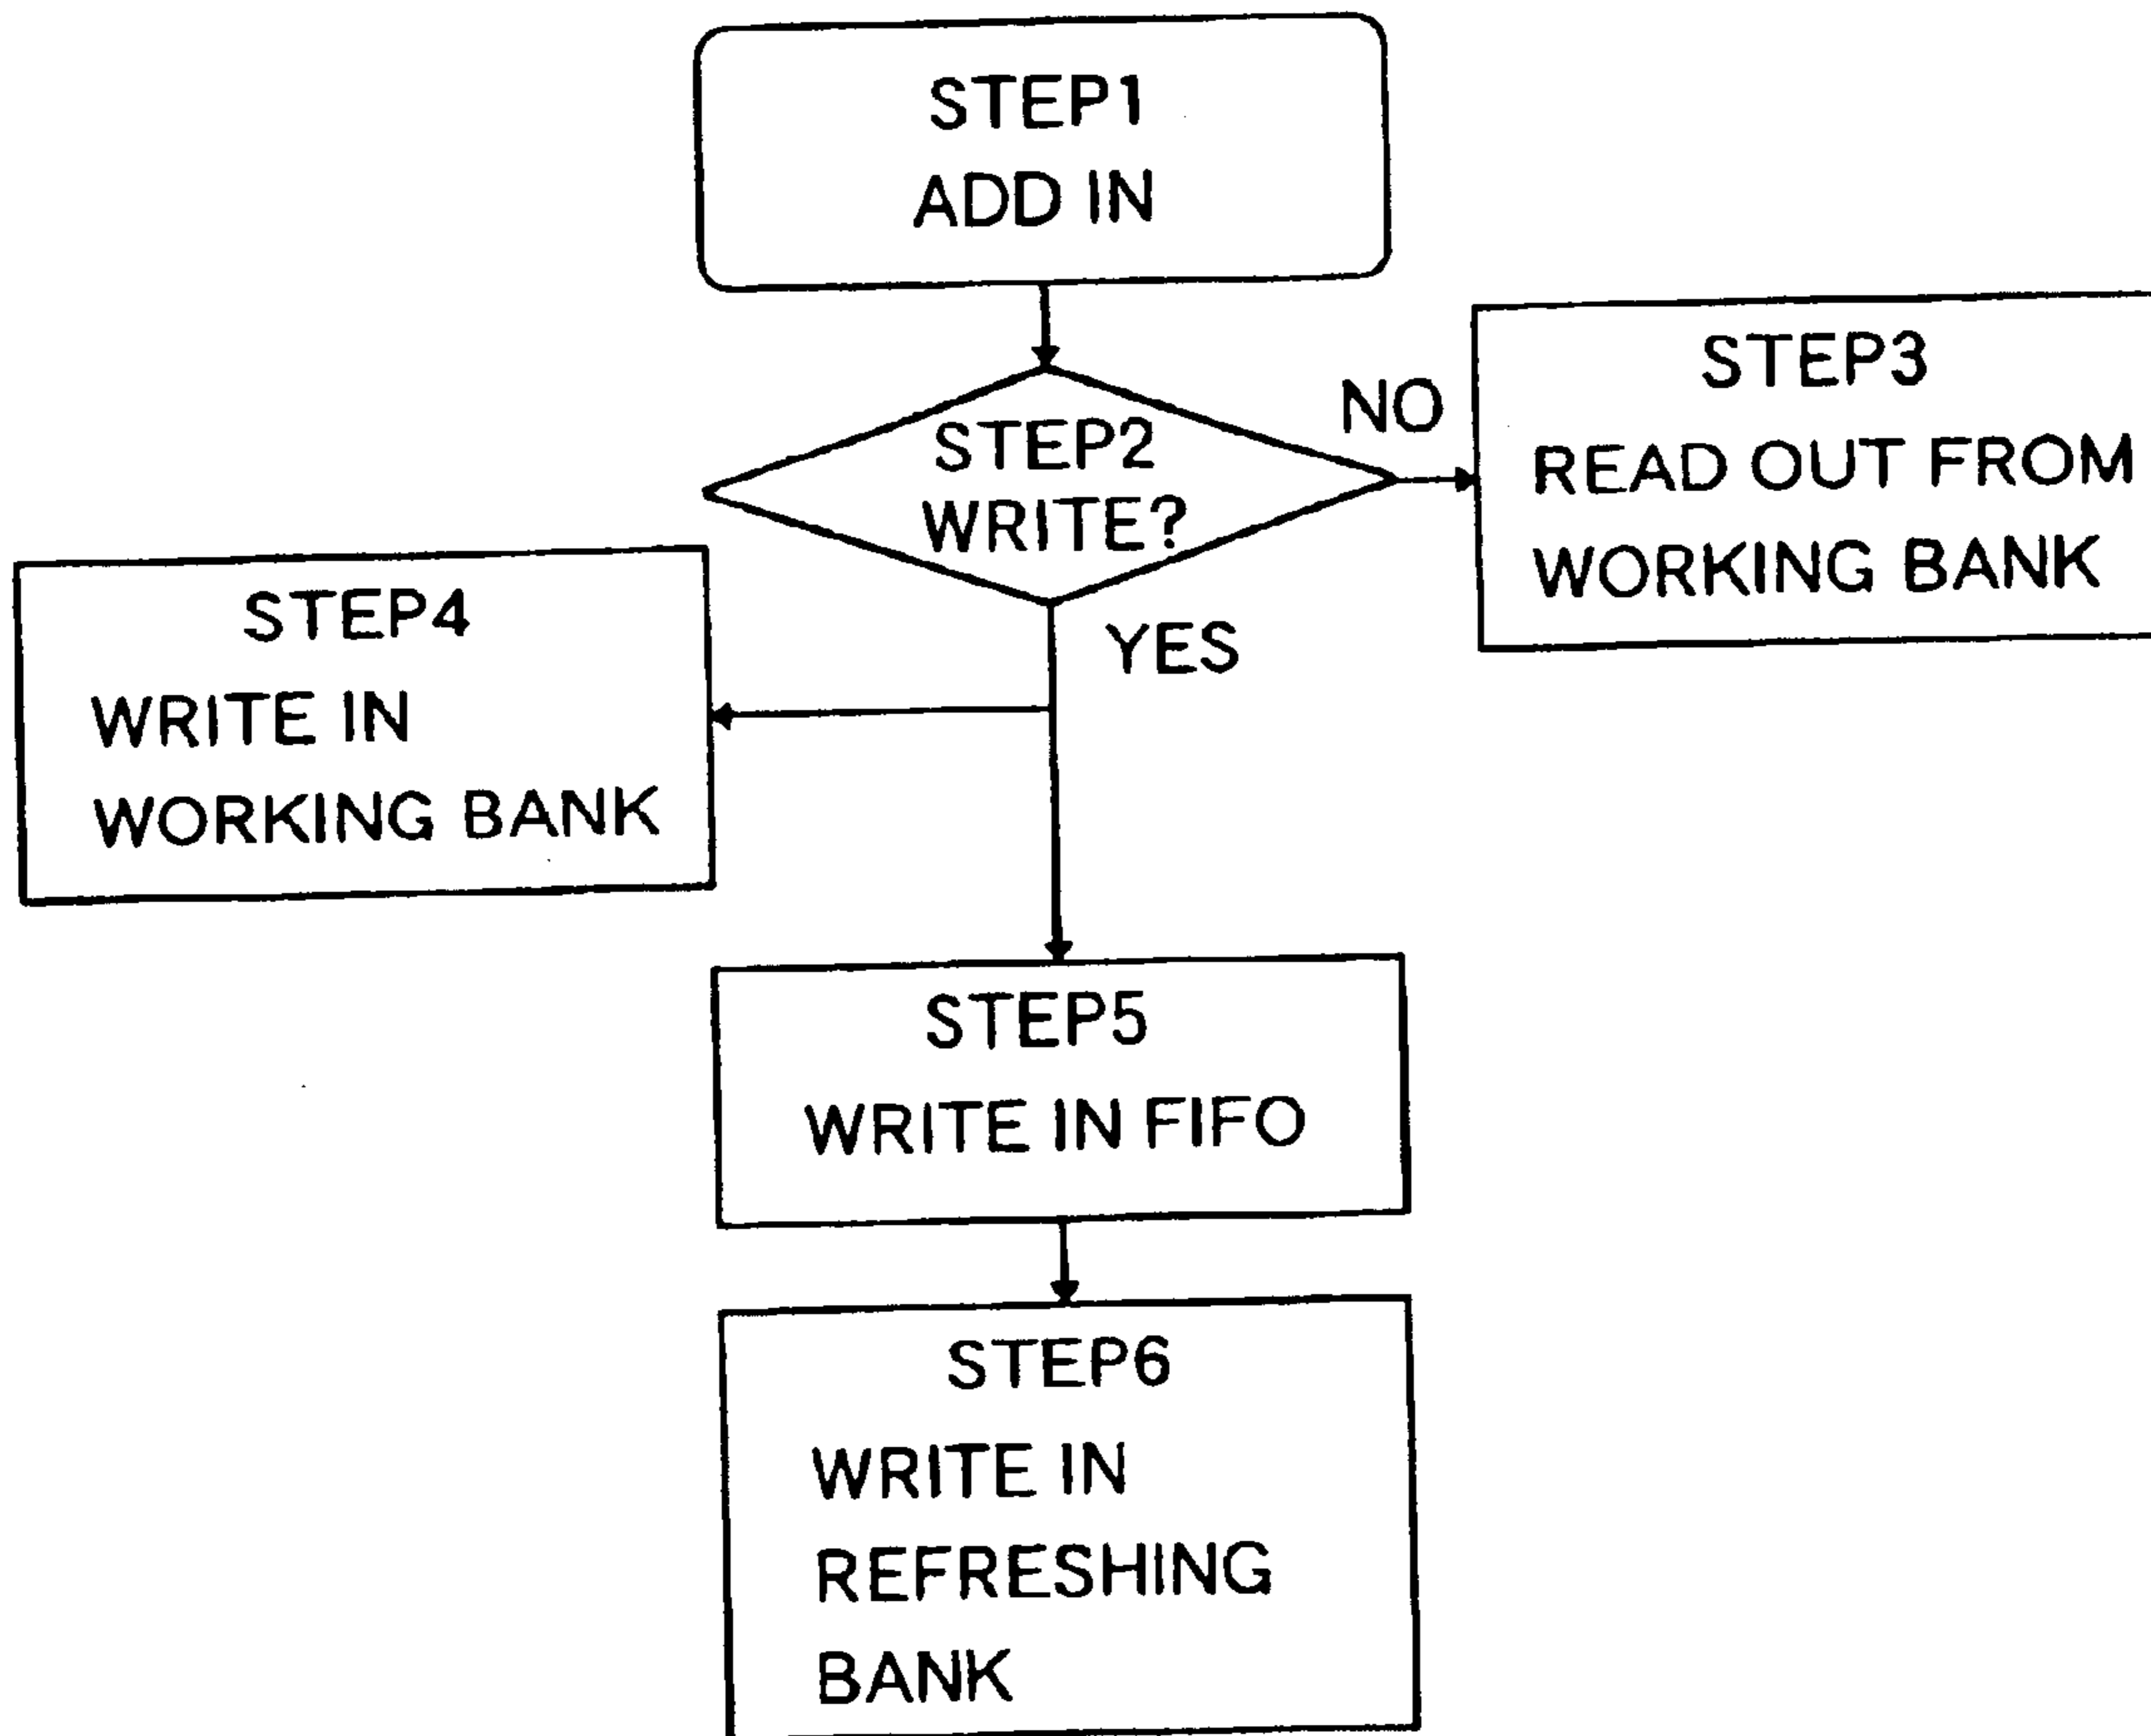 STEP1
ADD IN
STEP2
WRITE?
NO
STEP3
READ OUT FROM
WORKING BANK
YES
STEP4
WRITE IN
WORKING BANK
STEP5
WRITE IN FIFO
STEP6
WRITE IN
REFRESHING
BANK